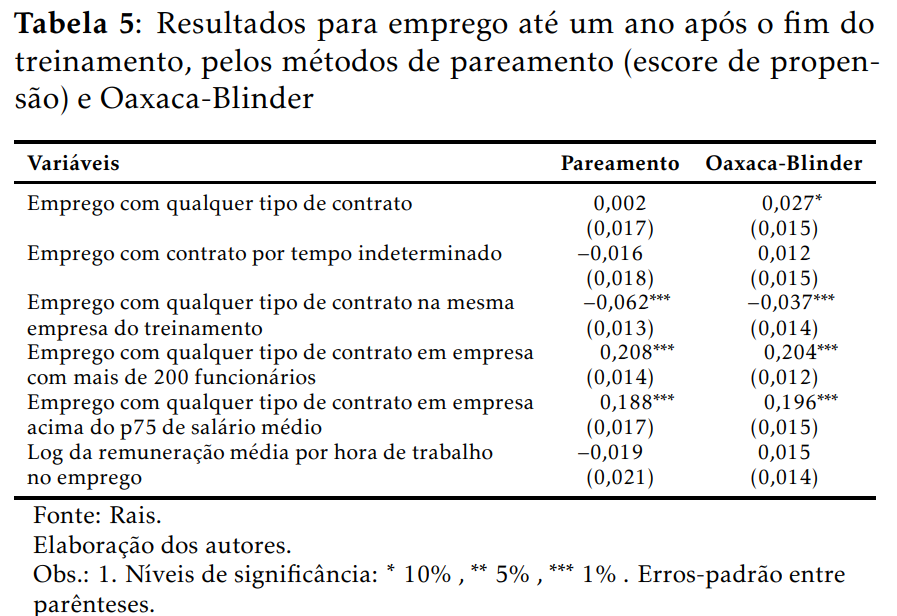 Tabela 5: Resultados para emprego até um ano após o fim do
treinamento, pelos métodos de pareamento (escore de propen-
são) e Oaxaca-Blinder
Variáveis Pareamento Oaxaca-Blinder
Emprego com qualquer tipo de contrato 0,002 0,027*
(0,017) (0,015)
Emprego com contrato por tempo indeterminado –0,016 0,012
(0,018) (0,015)
Emprego com qualquer tipo de contrato na mesma –0,062*** –0,037***
empresa do treinamento (0,013) (0,014)
Emprego com qualquer tipo de contrato em empresa 0,208*** 0,204***
com mais de 200 funcionários (0,014) (0,012)
Emprego com qualquer tipo de contrato em empresa 0,188*** 0,196***
acima do p75 de salário médio (0,017) (0,015)
Log da remuneração média por hora de trabalho –0,019 0,015
no emprego (0,021) (0,014)
Fonte: Rais.
Elaboração dos autores.
Obs.: 1. Níveis de significância: * 10% , ** 5% , *** 1% . Erros-padrão entre
parênteses.